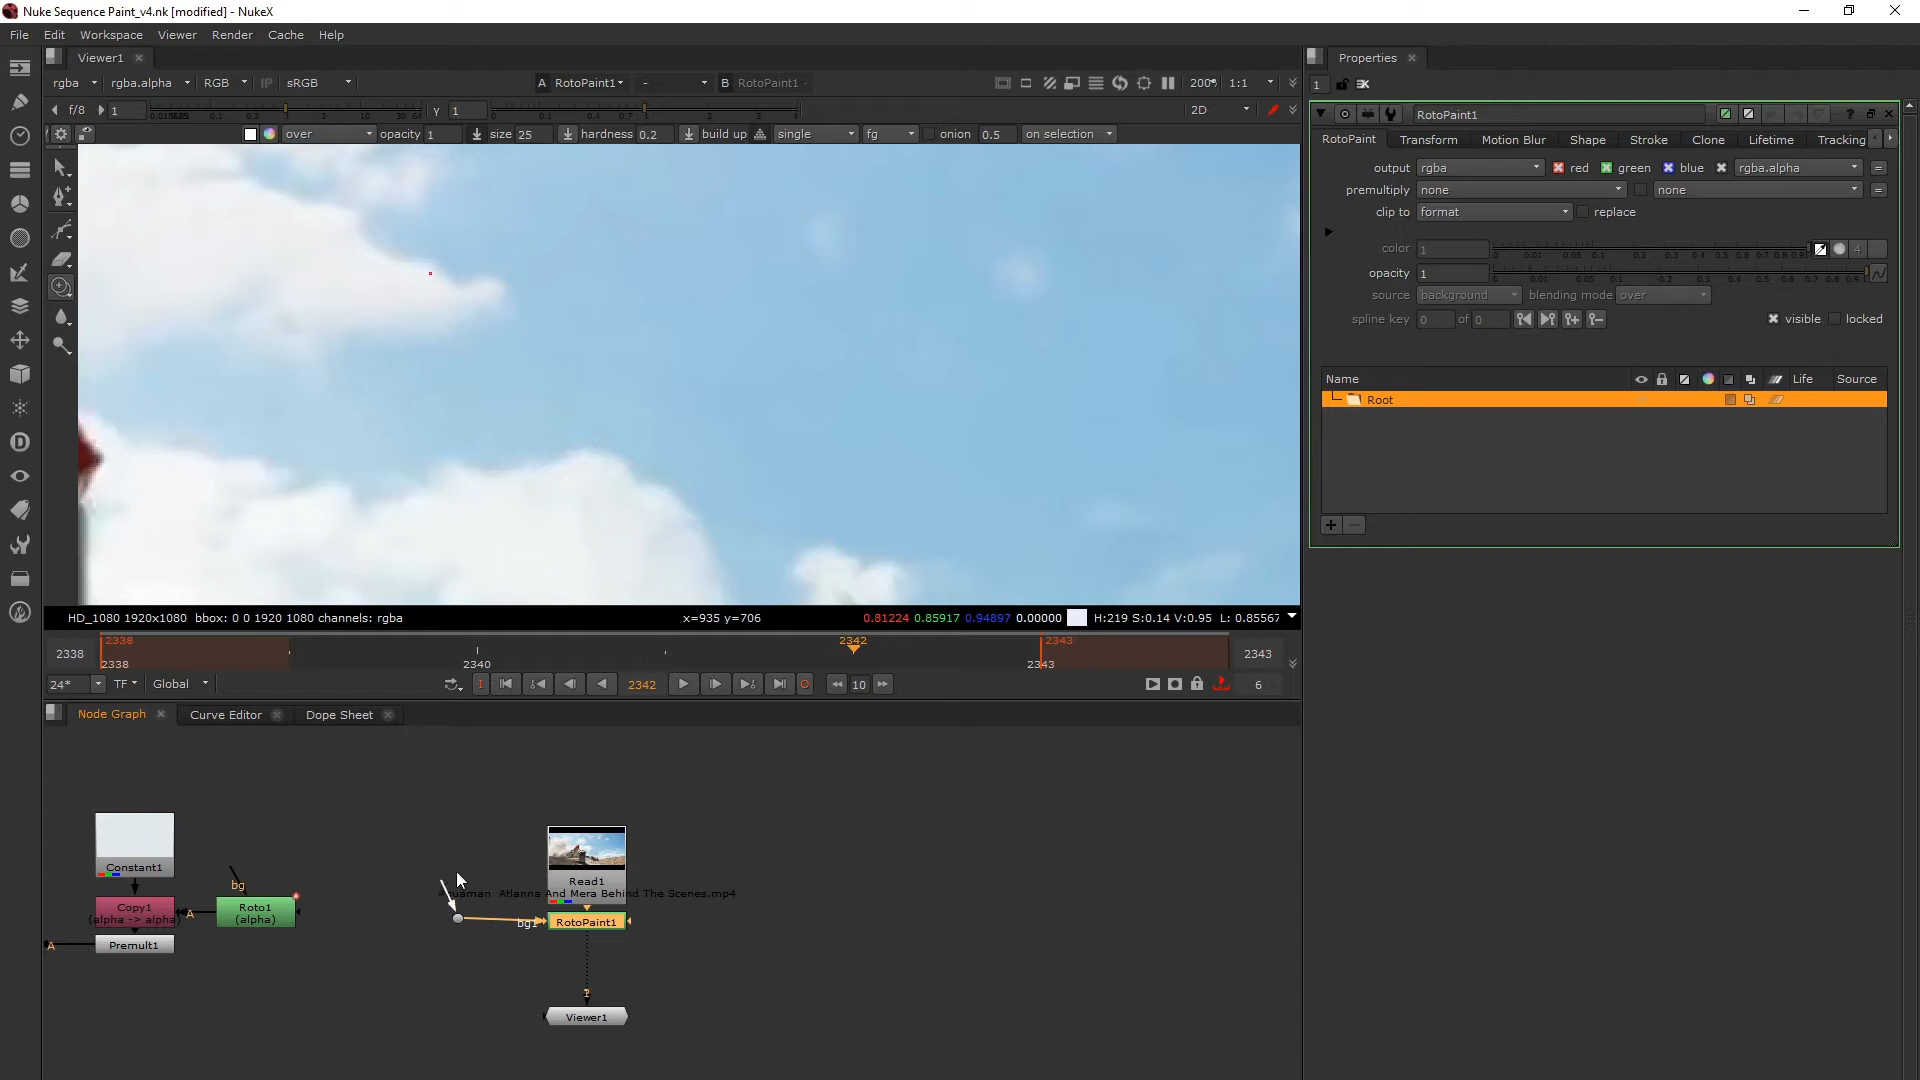 Nuke Sequence Paint_v4.nk [modified] - NukeX
File Edit Workspace Viewer Render Cache Help
Viewer1
rgba rgba.alpha RGB IP sRGB A RotoPaint1 - B RotoPaint1 200* 1:1
f/8 1 Y 1 2D
over opacity 1 size 25 hardness 0.2 build up single fg onion 0.5 on selection
HD_1080 1920x1080 bbox: 0 0 1920 1080 channels: rgba x=935 y=706 0.81224 0.85917 0.94897 0.00000 H:219 S:0.14 V:0.95 L: 0.85567
2338 2338 2338 2340 2342 2343 2343 2343
24* TF Global I 2342 O 10 6
Node Graph Curve Editor Dope Sheet
Constant1
Copy1
(alpha -> alpha)
Premult1
A
A
bg
Roto1
(alpha)
Read1
Atlanna And Mera Behind The Scenes.mp4
bg1
RotoPaint1
Viewer1
Properties
1
RotoPaint1
RotoPaint Transform Motion Blur Shape Stroke Clone Lifetime Tracking
output rgba red green blue rgba.alpha =
premultiply none none =
clip to format replace
color 1 4
opacity 1
source background blending mode over
spline key 0 of 0 visible locked
Name Life Source
Root